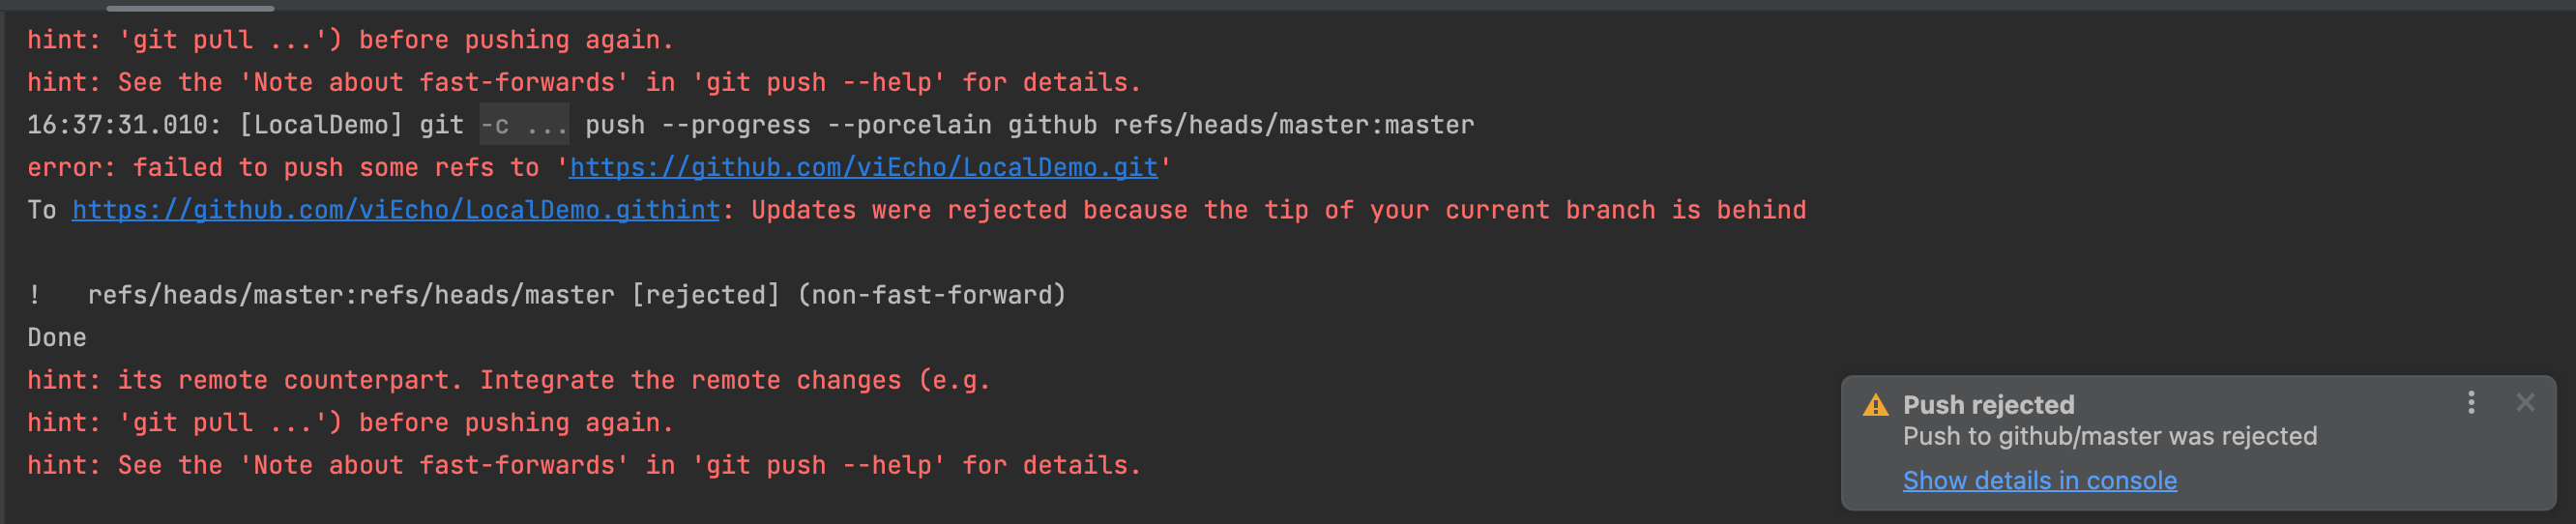 hint: 'git pull ...') before pushing again.
hint: See the 'Note about fast-forwards' in 'git push --help' for details.
16:37:31.010: [LocalDemo] git -c ... push --progress --porcelain github refs/heads/master:master
error: failed to push some refs to 'https://github.com/viEcho/LocalDemo.git'
To https://github.com/viEcho/LocalDemo.githint: Updates were rejected because the tip of your current branch is behind
!   refs/heads/master:refs/heads/master [rejected] (non-fast-forward)
Done
hint: its remote counterpart. Integrate the remote changes (e.g.
hint: 'git pull ...') before pushing again.
hint: See the 'Note about fast-forwards' in 'git push --help' for details.
Push rejected
Push to github/master was rejected
Show details in console